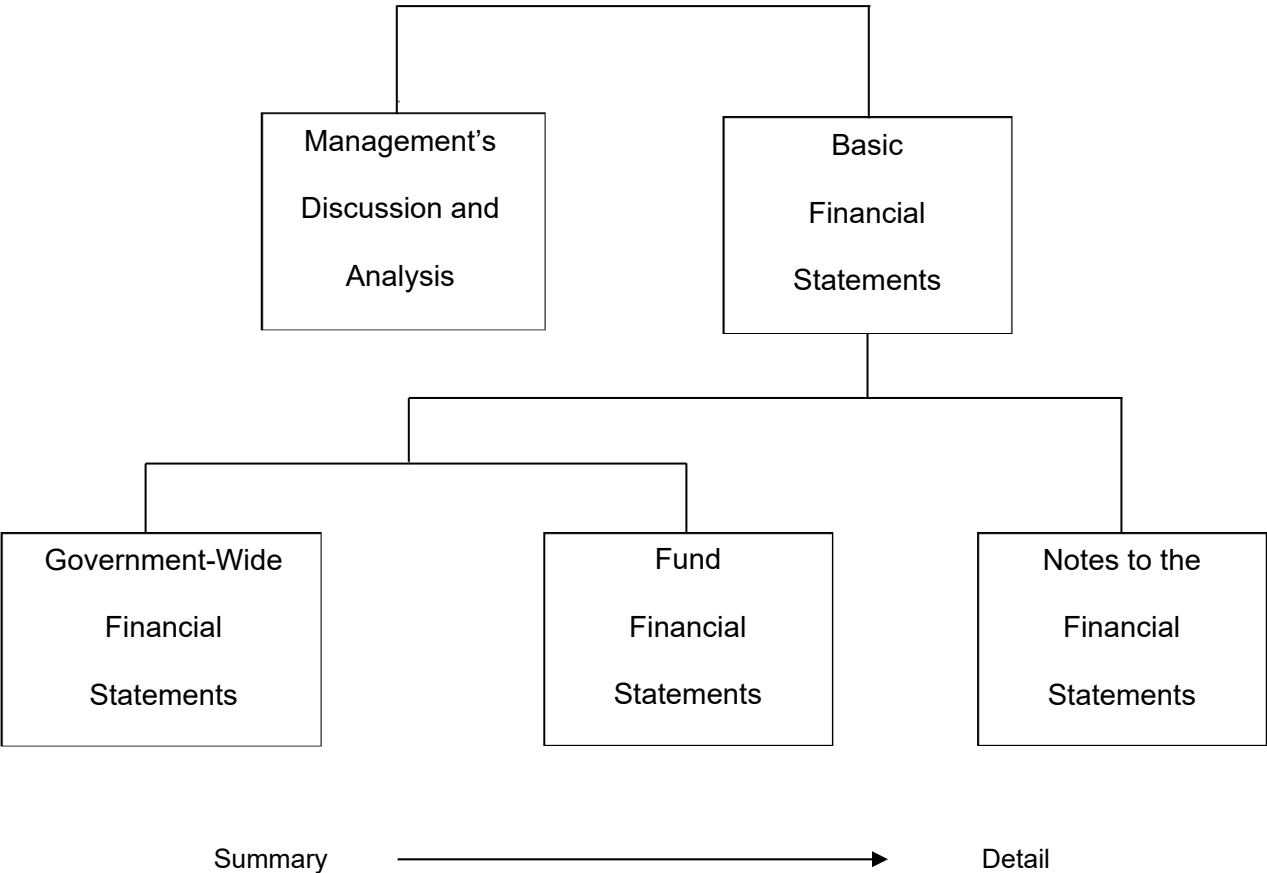 Management’s
Discussion and
Analysis
Basic
Financial
Statements
Government-Wide
Financial
Statements
Fund
Financial
Statements
Notes to the
Financial
Statements
Summary
Detail